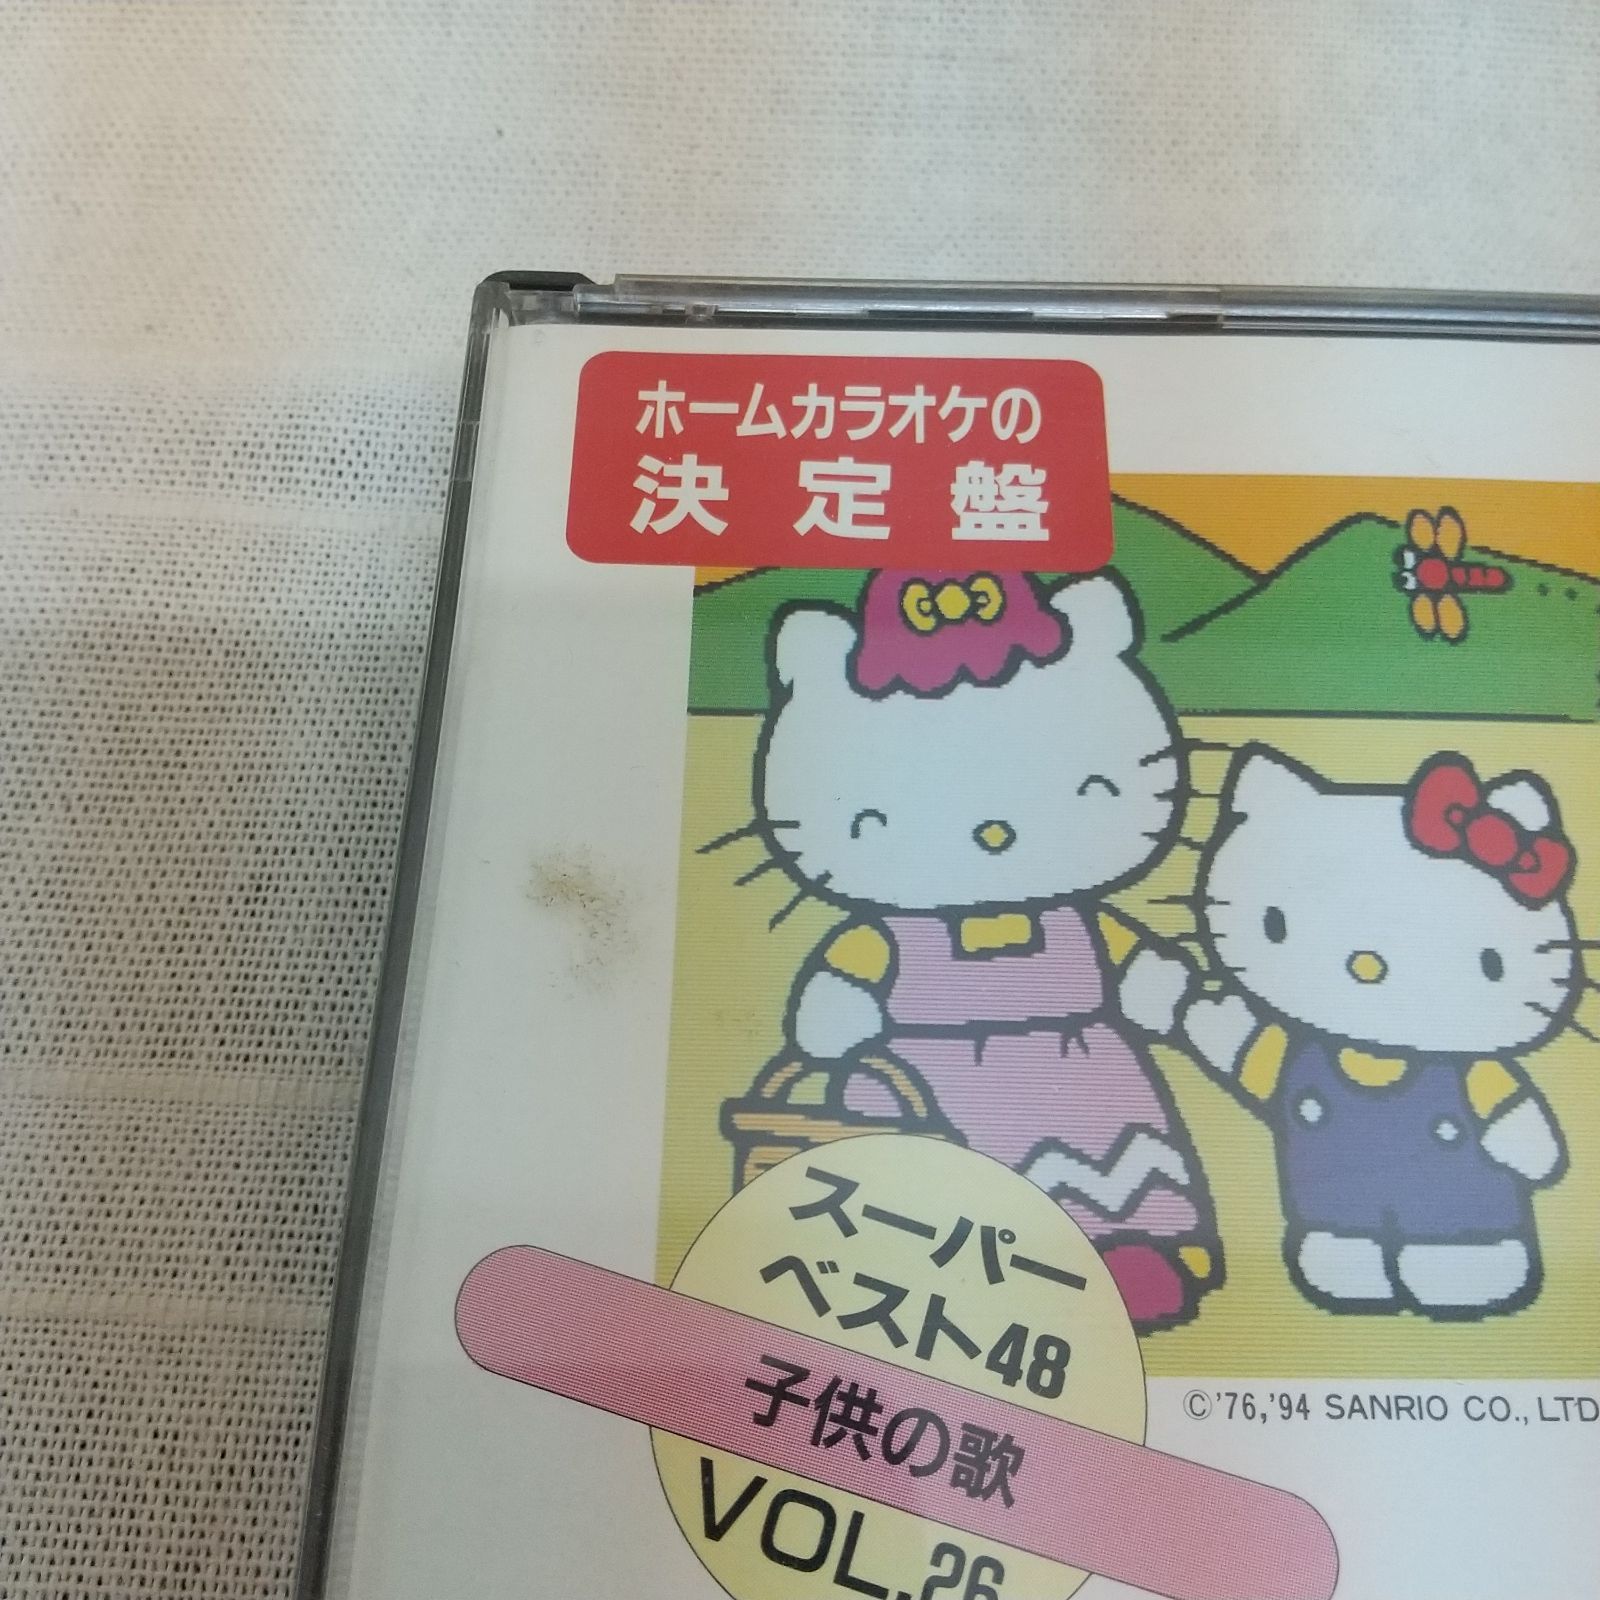 ホームカラオケの
決定盤
スーパー
ベスト48
子供の歌
VOL.26
©'76,'94 SANRIO CO., LTD